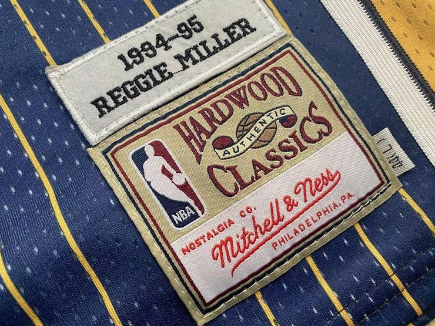 1994-95
REGGIE MILLER
HARDWOOD
AUTHENTIC
CLASSICS
NBA
NOSTALGIA CO.
Mitchell & Ness
PHILADELPHIA, PA.